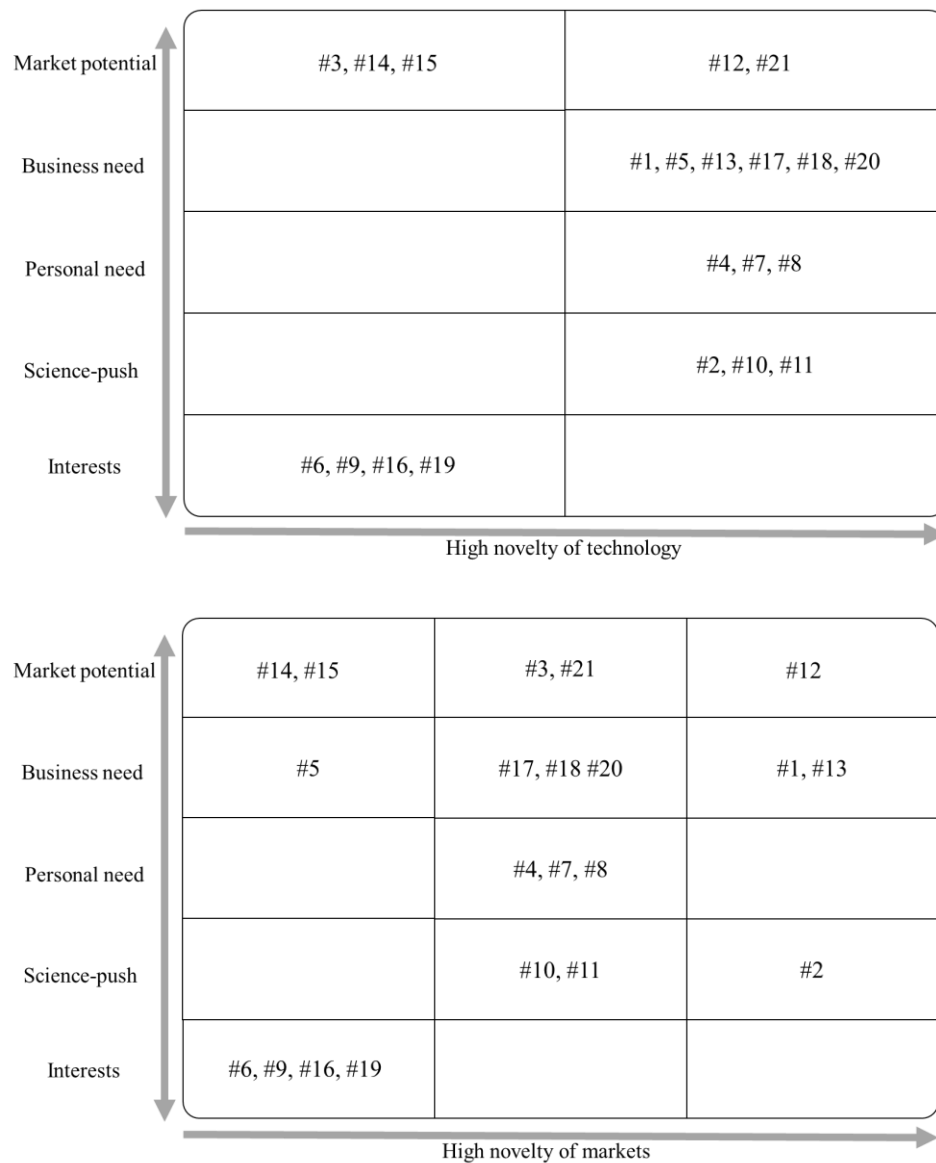 Market potential #3, #14, #15 #12, #21
Business need #1, #5, #13, #17, #18, #20
Personal need #4, #7, #8
Science-push #2, #10, #11
Interests #6, #9, #16, #19
High novelty of technology
Market potential #14, #15 #3, #21 #12
Business need #5 #17, #18 #20 #1, #13
Personal need #4, #7, #8
Science-push #10, #11 #2
Interests #6, #9, #16, #19
High novelty of markets